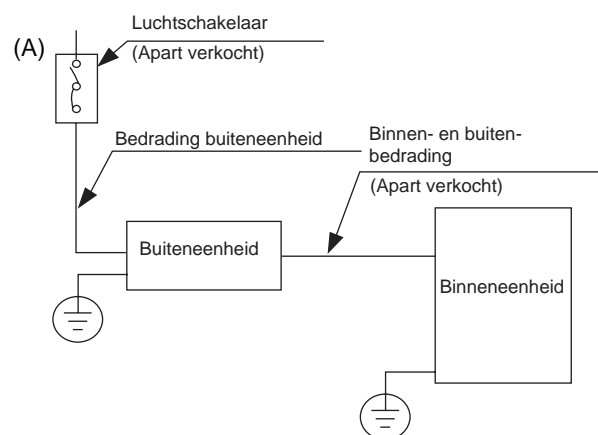 (A)
Luchtschakelaar
(Apart verkocht)
Bedrading buiteneenheid
Binnen- en buiten-
bedrading
(Apart verkocht)
Buiteneenheid
Binneneenheid